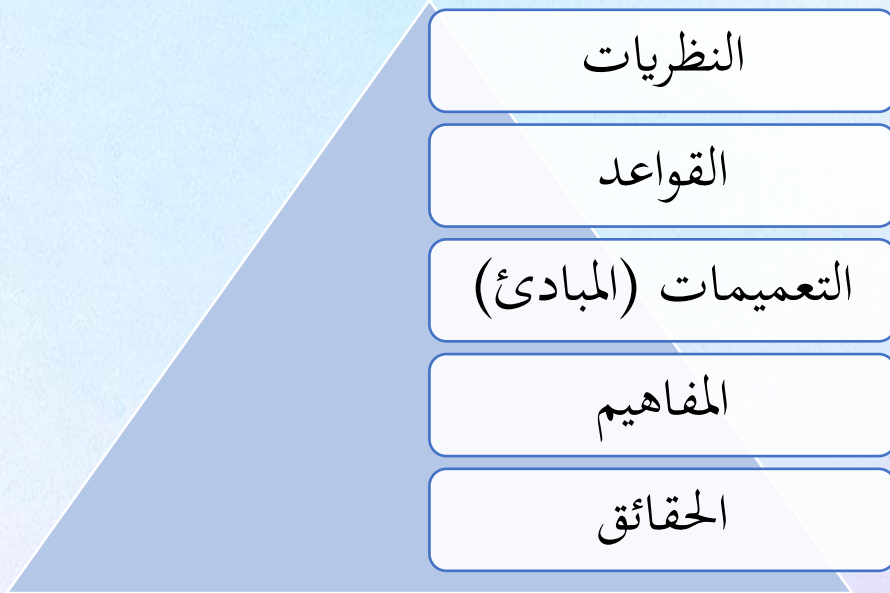 النظريات
القواعد
التعميمات (المبادئ)
المفاهيم
الحقائق